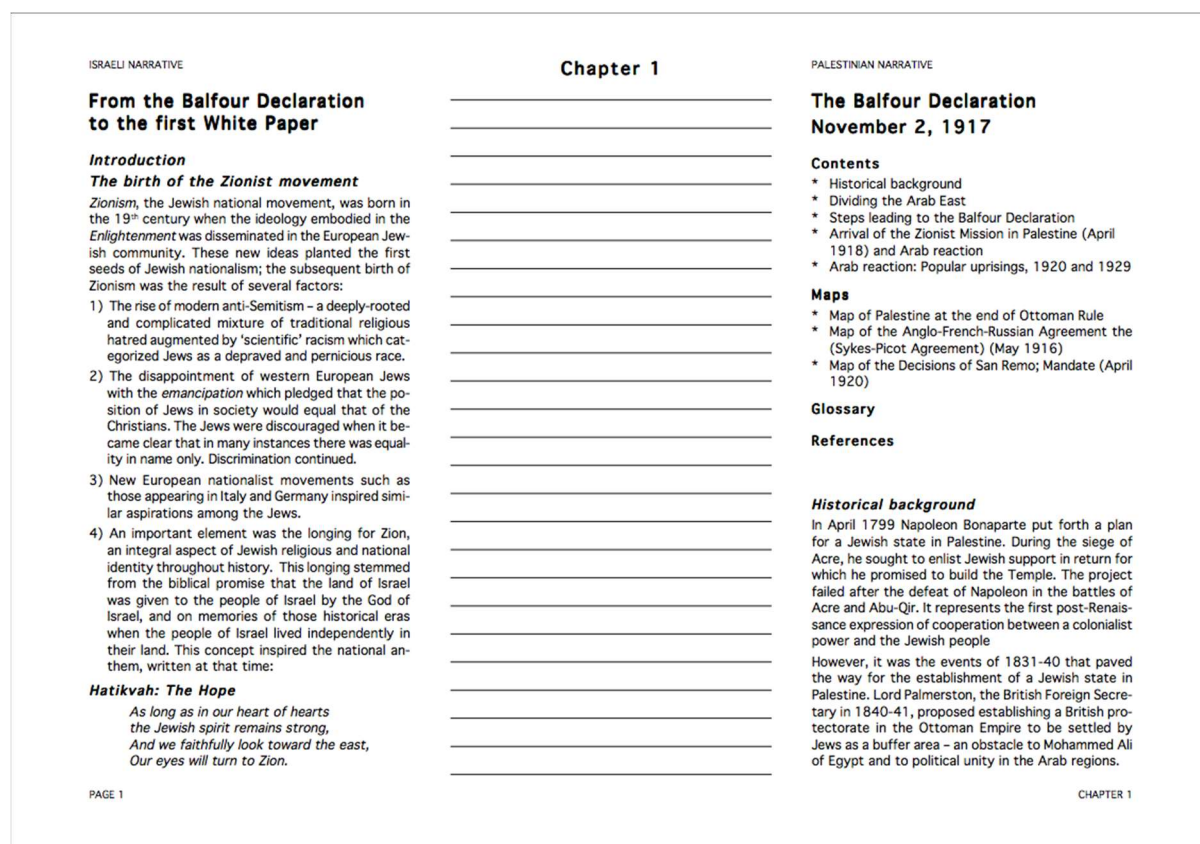 ISRAELI NARRATIVE
From the Balfour Declaration
to the first White Paper
Introduction
The birth of the Zionist movement
Zionism, the Jewish national movement, was born in
the 19th century when the ideology embodied in the
Enlightenment was disseminated in the European Jew-
ish community. These new ideas planted the first
seeds of Jewish nationalism; the subsequent birth of
Zionism was the result of several factors:
1) The rise of modern anti-Semitism – a deeply-rooted
and complicated mixture of traditional religious
hatred augmented by ‘scientific’ racism which cat-
egorized Jews as a depraved and pernicious race.
2) The disappointment of western European Jews
with the emancipation which pledged that the po-
sition of Jews in society would equal that of the
Christians. The Jews were discouraged when it be-
came clear that in many instances there was equal-
ity in name only. Discrimination continued.
3) New European nationalist movements such as
those appearing in Italy and Germany inspired simi-
lar aspirations among the Jews.
4) An important element was the longing for Zion,
an integral aspect of Jewish religious and national
identity throughout history. This longing stemmed
from the biblical promise that the land of Israel
was given to the people of Israel by the God of
Israel, and on memories of those historical eras
when the people of Israel lived independently in
their land. This concept inspired the national an-
them, written at that time:
Hatikvah: The Hope
As long as in our heart of hearts
the Jewish spirit remains strong,
And we faithfully look toward the east,
Our eyes will turn to Zion.
PAGE 1
Chapter 1
PALESTINIAN NARRATIVE
The Balfour Declaration
November 2, 1917
Contents
* Historical background
* Dividing the Arab East
* Steps leading to the Balfour Declaration
* Arrival of the Zionist Mission in Palestine (April
1918) and Arab reaction
* Arab reaction: Popular uprisings, 1920 and 1929
Maps
* Map of Palestine at the end of Ottoman Rule
* Map of the Anglo-French-Russian Agreement the
(Sykes-Picot Agreement) (May 1916)
* Map of the Decisions of San Remo; Mandate (April
1920)
Glossary
References
Historical background
In April 1799 Napoleon Bonaparte put forth a plan
for a Jewish state in Palestine. During the siege of
Acre, he sought to enlist Jewish support in return for
which he promised to build the Temple. The project
failed after the defeat of Napoleon in the battles of
Acre and Abu-Qir. It represents the first post-Renais-
sance expression of cooperation between a colonialist
power and the Jewish people
However, it was the events of 1831-40 that paved
the way for the establishment of a Jewish state in
Palestine. Lord Palmerston, the British Foreign Secre-
tary in 1840-41, proposed establishing a British pro-
tectorate in the Ottoman Empire to be settled by
Jews as a buffer area – an obstacle to Mohammed Ali
of Egypt and to political unity in the Arab regions.
CHAPTER 1